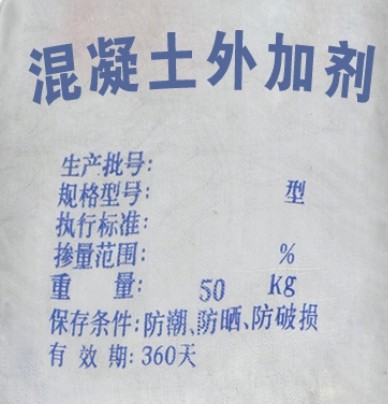 混凝土外加剂
生产批号：
规格型号： 型
执行标准：
掺量范围： %
重 量： 50 kg
保存条件：防潮、防晒、防破损
有 效 期：360天